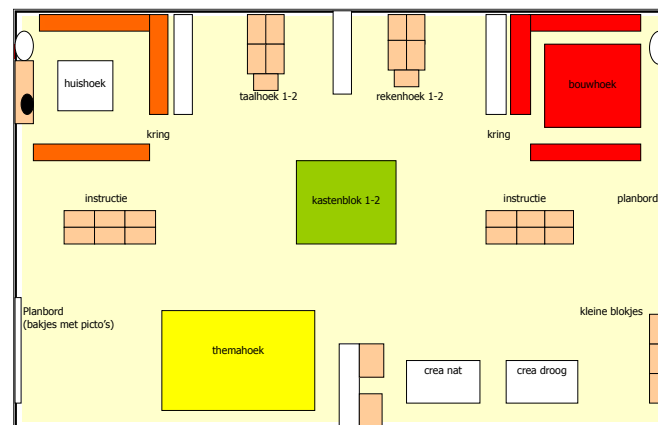 huishoek
taalhoek 1-2
rekenhoek 1-2
bouwhoek
kring
kring
instructie
kastenblok 1-2
instructie
planbord
Planbord
(bakjes met picto's)
kleine blokjes
themahoek
crea nat
crea droog